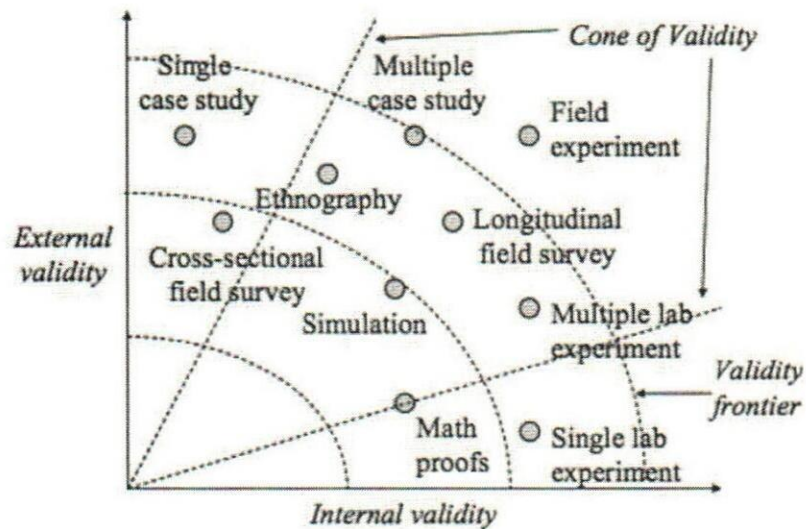 Cone of Validity
Single
case study
Multiple
case study
Field
experiment
Ethnography
External
validity
Cross-sectional
field survey
Longitudinal
field survey
Simulation
Multiple lab
experiment
Validity
frontier
Math
proofs
Single lab
experiment
Internal validity